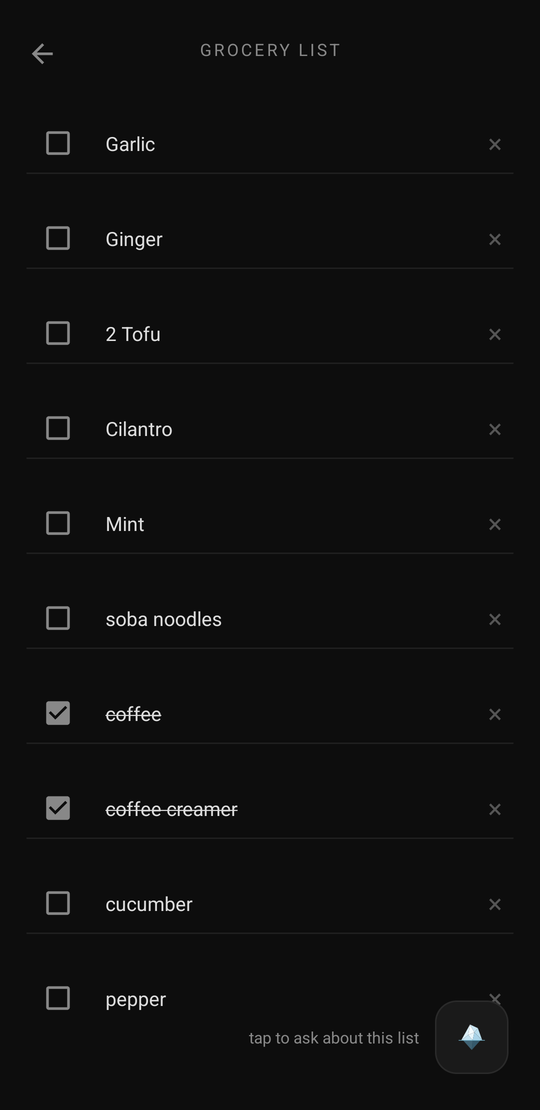 GROCERY LIST
Garlic
Ginger
2 Tofu
Cilantro
Mint
soba noodles
coffee
coffee creamer
cucumber
pepper
tap to ask about this list